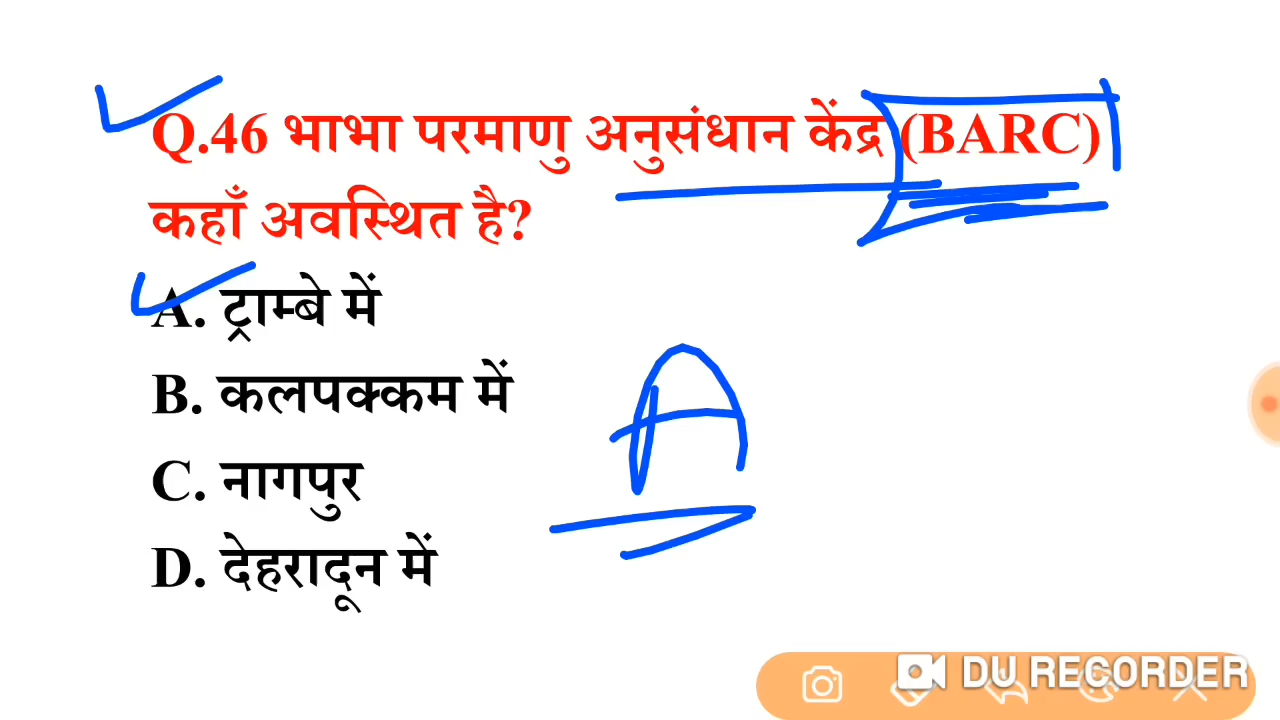 Q.46 भाभा परमाणु अनुसंधान केंद्र (BARC)
कहाँ अवस्थित है?
A. ट्राम्बे में
B. कलपक्कम में
C. नागपुर
D. देहरादून में
A
DU RECORDER